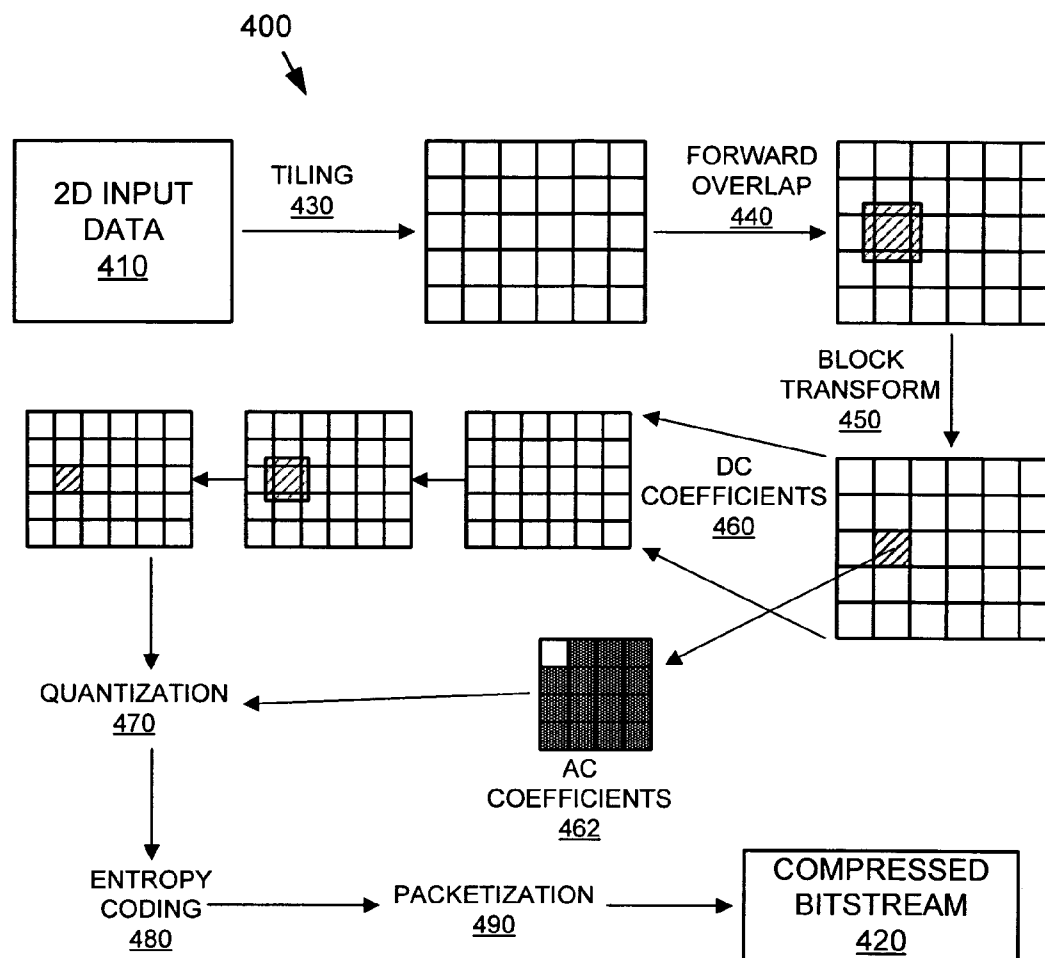 400
2D INPUT
DATA
410
TILING
430
FORWARD
OVERLAP
440
BLOCK
TRANSFORM
450
DC
COEFFICIENTS
460
QUANTIZATION
470
AC
COEFFICIENTS
462
ENTROPY
CODING
480
PACKETIZATION
490
COMPRESSED
BITSTREAM
420